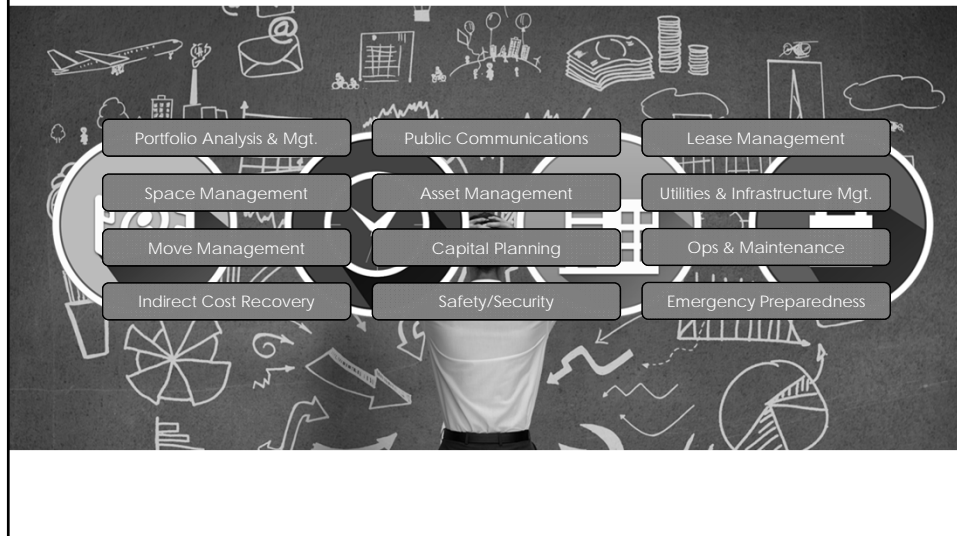 Portfolio Analysis & Mgt.
Public Communications
Lease Management
Space Management
Asset Management
Utilities & Infrastructure Mgt.
Move Management
Capital Planning
Ops & Maintenance
Indirect Cost Recovery
Safety/Security
Emergency Preparedness